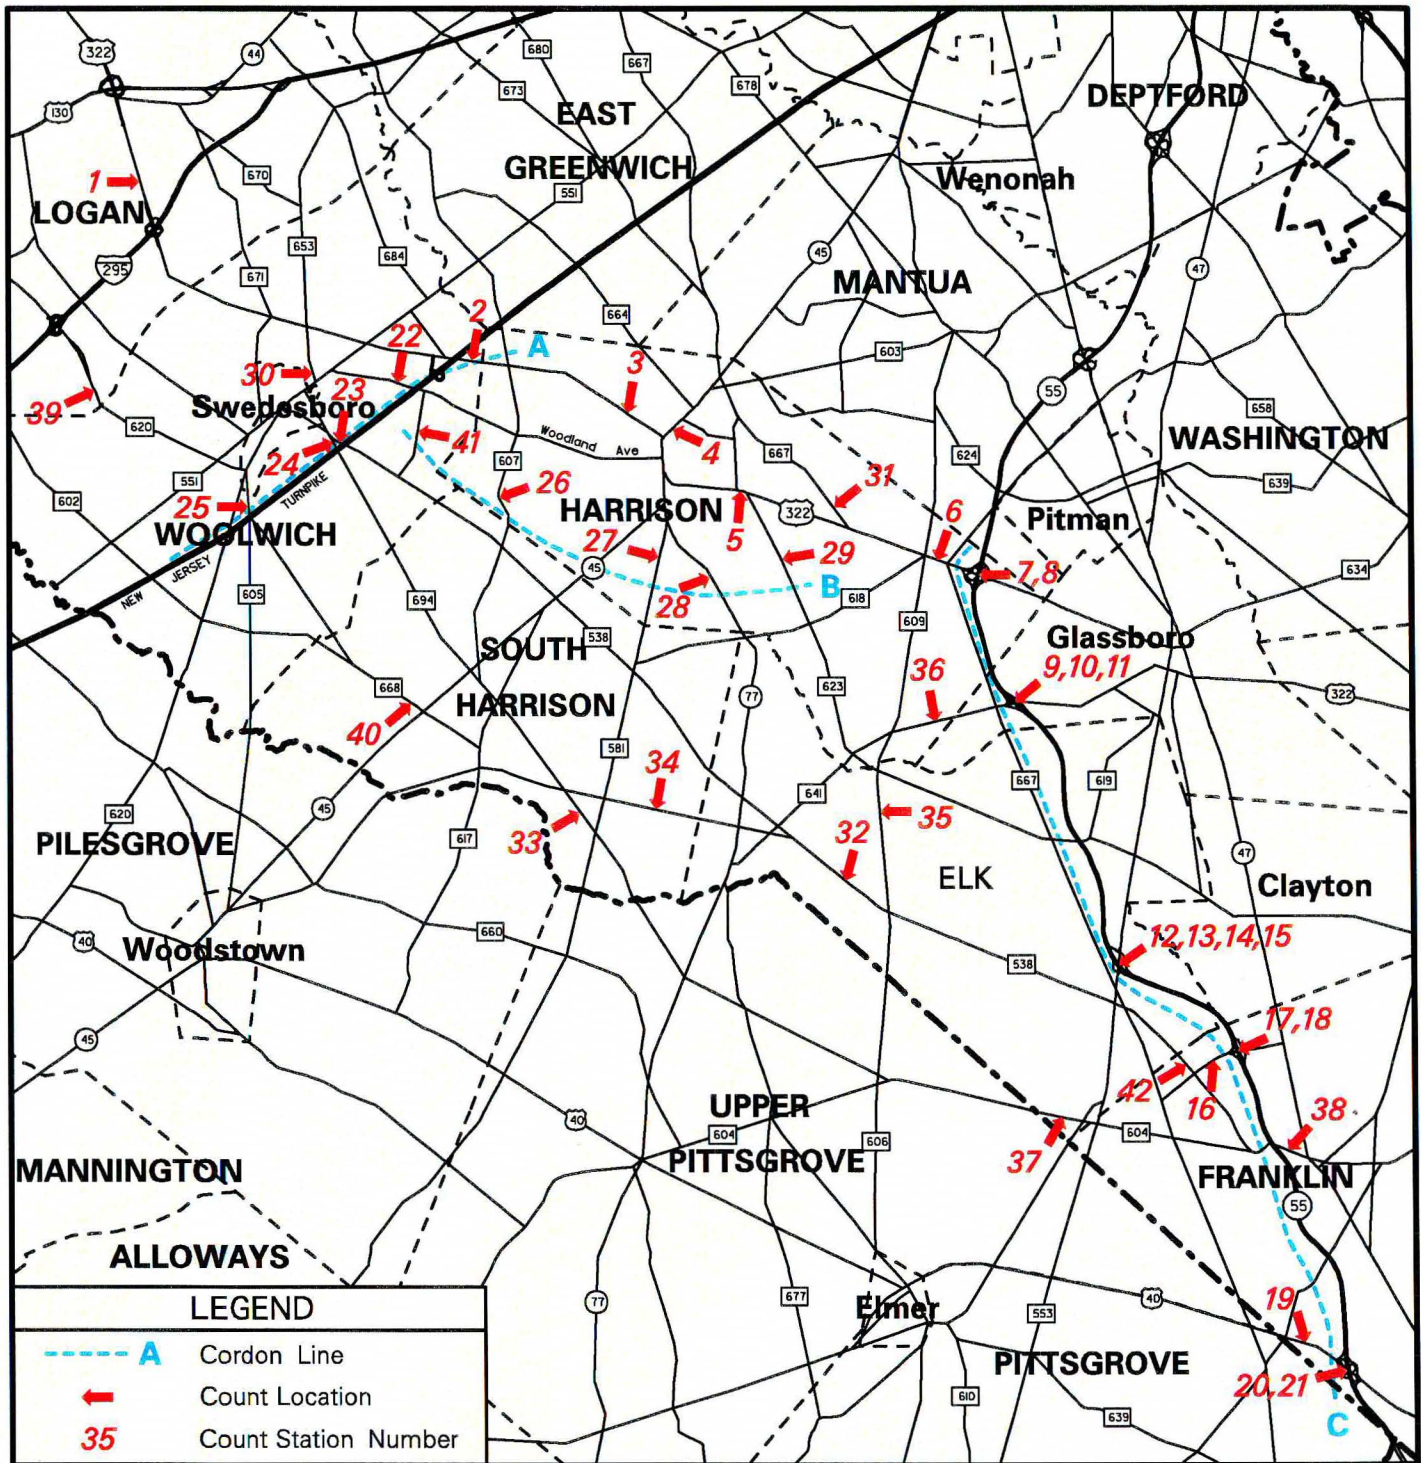 322
44
680
667
678
673
130
EAST
GREENWICH
DEPTFORD
551
1
LOGAN
670
Wenonah
653
684
45
47
295
671
MANTUA
22
2
664
A
3
603
30
23
Swedesboro
39
620
41
Woodland Ave
4
667
55
658
WASHINGTON
24
607
624
551
602
25
26
31
639
WOOLWICH
NEW JERSEY TURNPIKE
HARRISON
322
6
Pitman
27
5
29
45
7,8
634
28
B
605
694
618
609
538
SOUTH
HARRISON
Glassboro
9,10,11
668
77
623
36
322
40
581
34
667
619
641
45
620
PILESGROVE
33
617
32
35
47
ELK
Clayton
660
40
Woodstown
12,13,14,15
538
45
17,18
42
16
38
UPPER
PITTSGROVE
40
604
606
604
37
MANNINGTON
FRANKLIN
55
ALLOWAYS
77
677
Elmer
553
40
19
PITTSGROVE
20,21
610
639
C
LEGEND
A Cordon Line
Count Location
35 Count Station Number